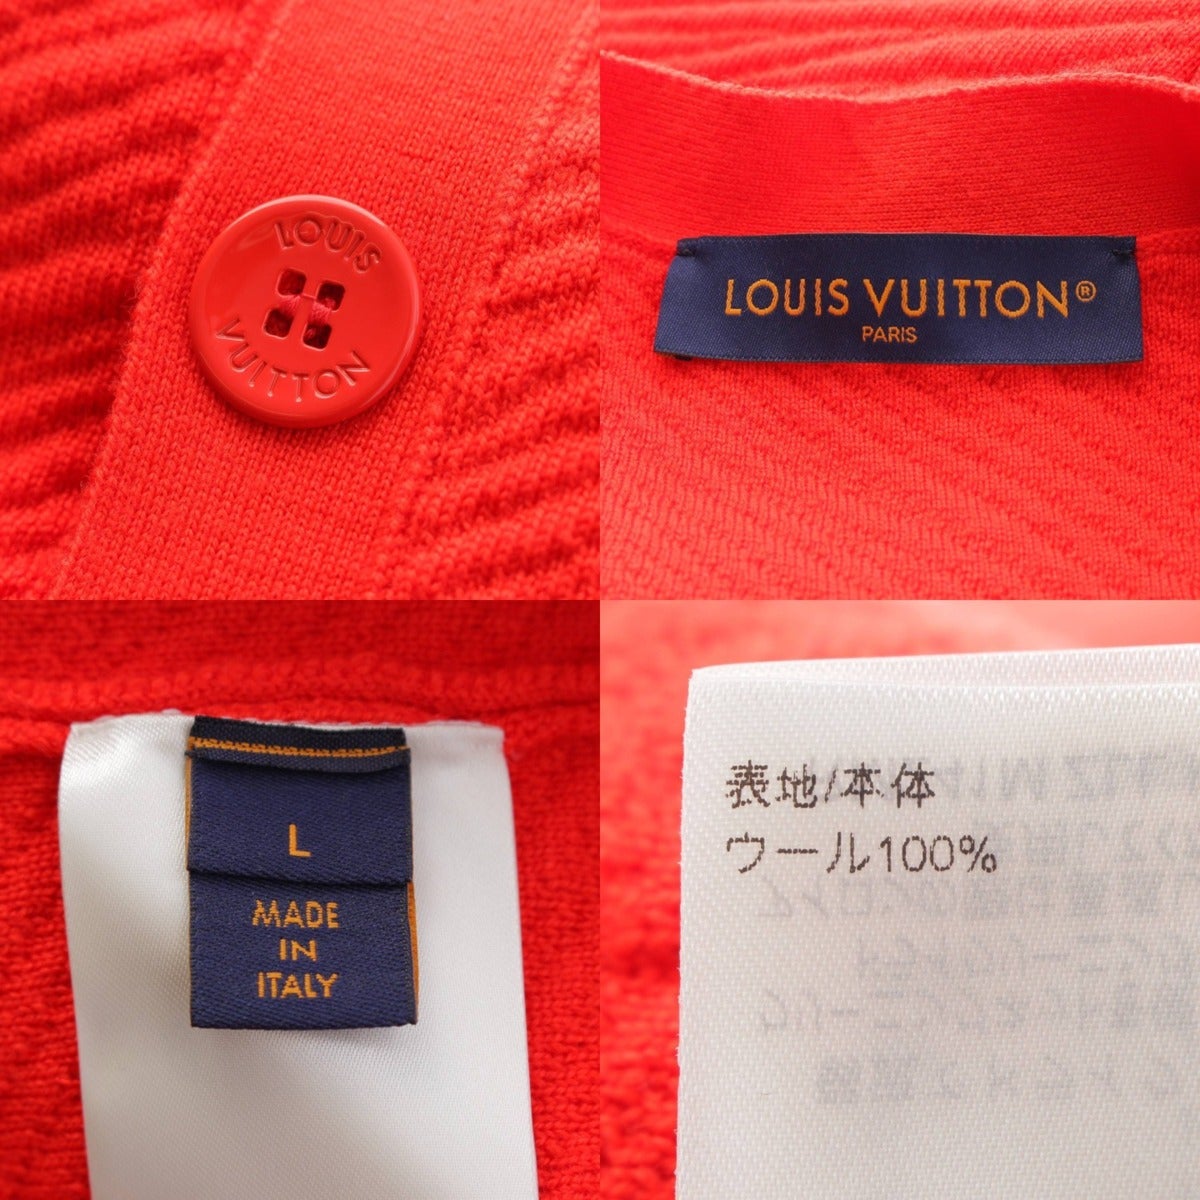 LOUIS
VUITTON
LOUIS VUITTON®
PARIS
L
MADE
IN
ITALY
表地/本体
ウール100%